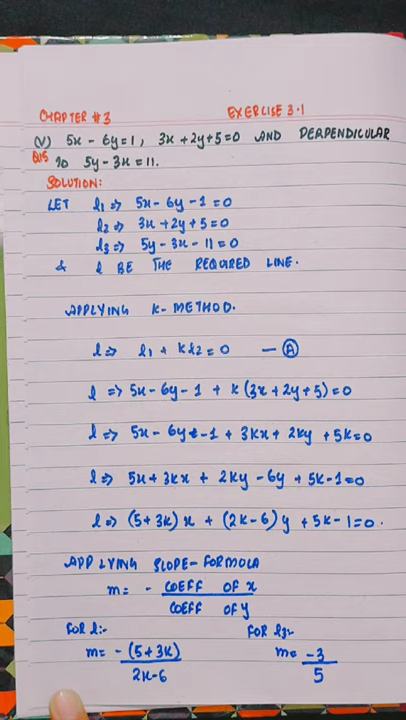 CHAPTER #3 EXERCISE 3.1
(V) 5x - 6y=1, 3x+2y+5=0 AND PERPENDICULAR
Q15 TO 5y-3x=11.
SOLUTION:
LET l1 ⇒ 5x-6y-1=0
l2 ⇒ 3x+2y+5=0
l3 ⇒ 5y-3x-11=0
& l BE THE REQUIRED LINE.
APPLYING K-METHOD.
l ⇒ l1 + kl2 = 0 — Ⓐ
l ⇒ 5x-6y-1 + k(3x+2y+5)=0
l ⇒ 5x-6y-1 + 3kx + 2ky + 5k=0
l ⇒ 5x+3kx + 2ky-6y + 5k-1=0
l ⇒ (5+3k)x + (2k-6)y + 5k-1=0.
APPLYING SLOPE-FORMULA
m= - COEFF OF x
COEFF OF y
FOR l:- FOR l3:-
m= -(5+3k) m= -3
2k-6 5